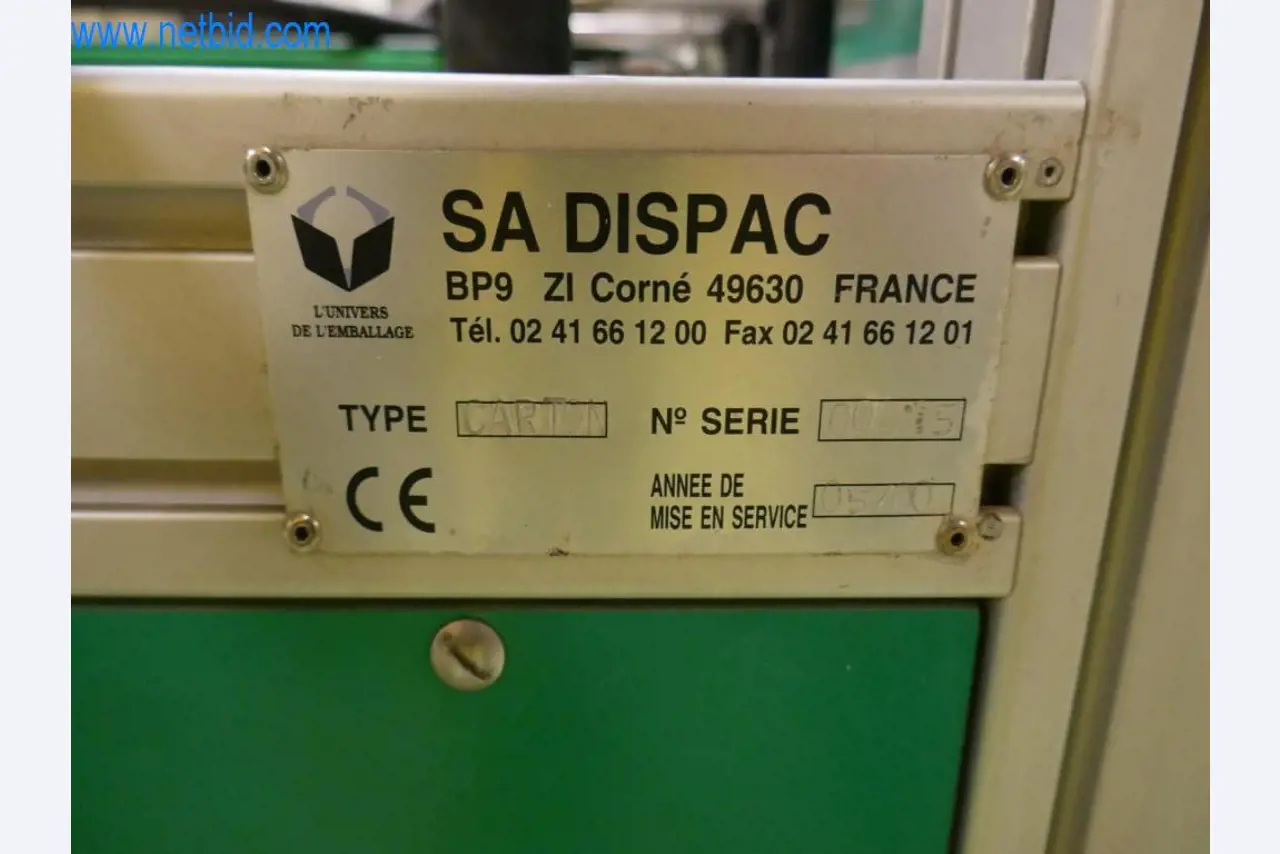 www.netbid.com
SA DISPAC
BP9 ZI Corné 49630 FRANCE
L'UNIVERS
DE L'EMBALLAGE
Tél. 02 41 66 12 00 Fax 02 41 66 12 01
TYPE CARTON Nº SERIE
CE
ANNEE DE
MISE EN SERVICE